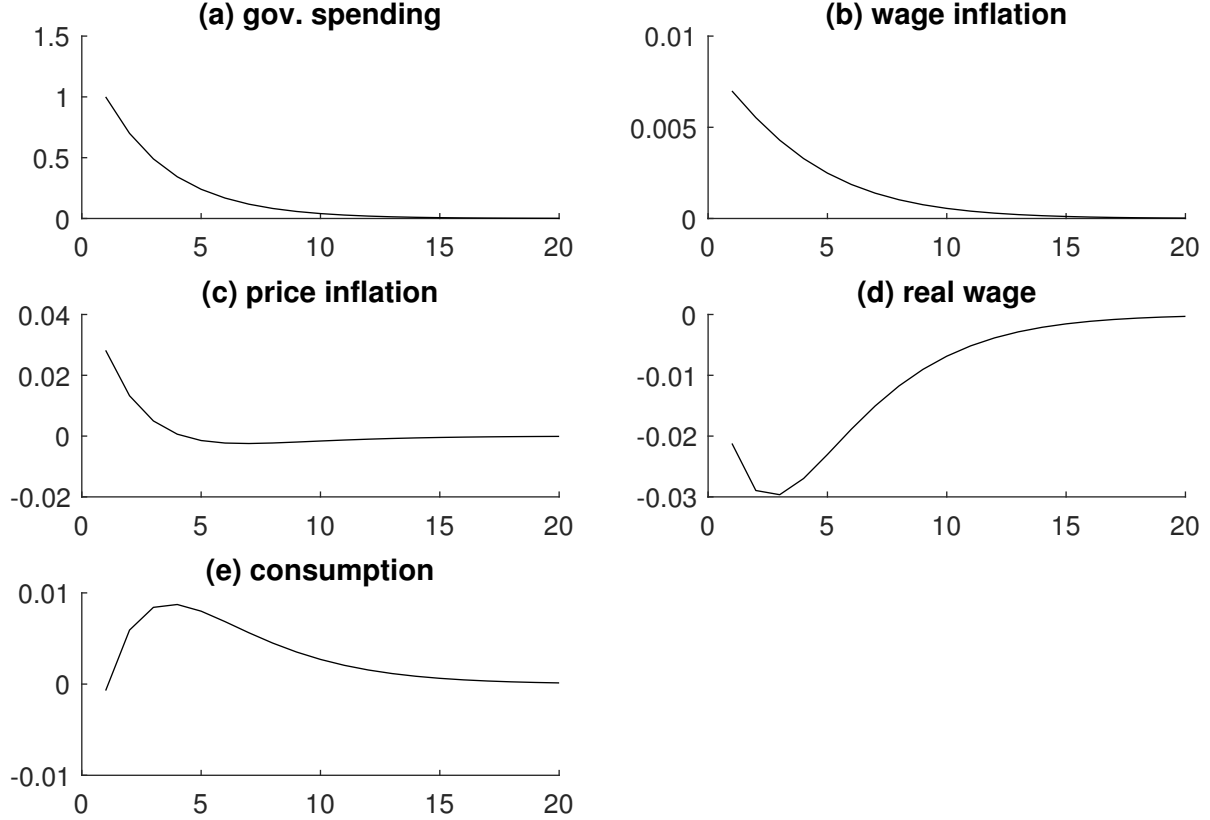 (a) gov. spending
1.5
1
0.5
0
0 5 10 15 20
(b) wage inflation
0.01
0.005
0
0 5 10 15 20
(c) price inflation
0.04
0.02
0
-0.02
0 5 10 15 20
(d) real wage
0
-0.01
-0.02
-0.03
0 5 10 15 20
(e) consumption
0.01
0
-0.01
0 5 10 15 20